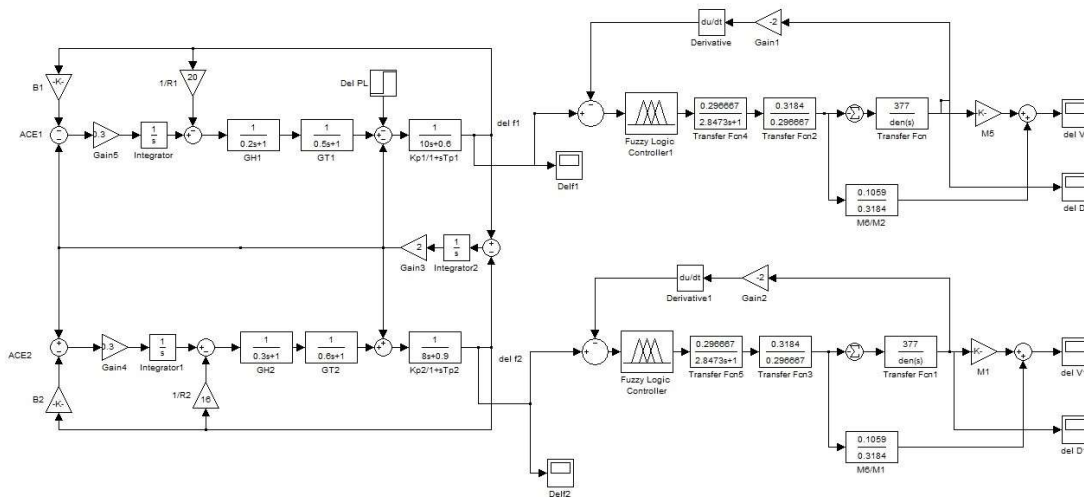 du/dt
Derivative
-2
Gain1
B1
-K-
1/R1
20
Del PL
ACE1
0.3
Gain5
1
s
Integrator
1
0.2s+1
GH1
1
0.5s+1
GT1
1
10s+0.6
Kp1/1+sTp1
del f1
Delf1
Fuzzy Logic
Controller1
0.296667
2.8473s+1
Transfer Fcn4
0.3184
0.296667
Transfer Fcn2
377
den(s)
Transfer Fcn
-K-
M5
del V
0.1059
0.3184
M6/M2
del D
2
Gain3
1
s
Integrator2
du/dt
Derivative1
-2
Gain2
ACE2
0.3
Gain4
1
s
Integrator1
1
0.3s+1
GH2
1
0.6s+1
GT2
1
8s+0.9
Kp2/1+sTp2
del f2
B2
-K-
1/R2
16
Delf2
Fuzzy Logic
Controller
0.296667
2.8473s+1
Transfer Fcn5
0.3184
0.296667
Transfer Fcn3
377
den(s)
Transfer Fcn1
-K-
M1
0.1059
0.3184
M6/M1